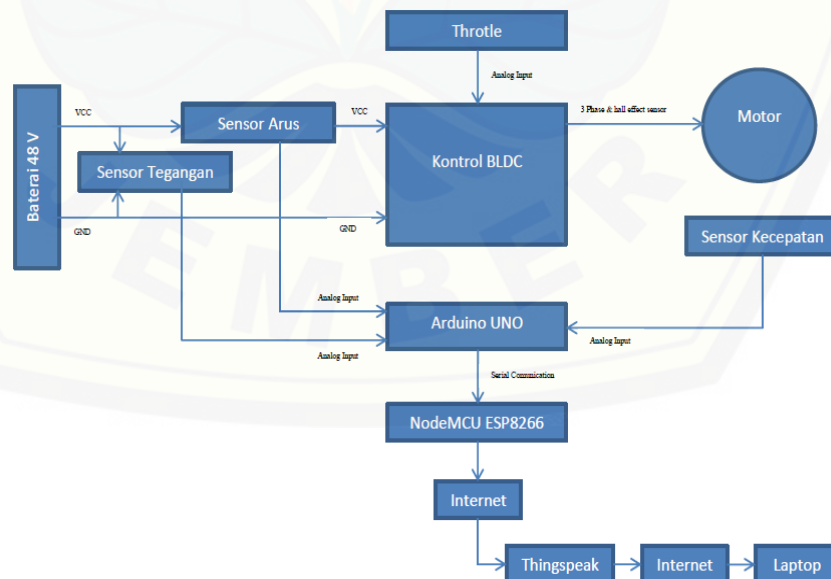 Throtle
Analog Input
Baterai 48 V
VCC
Sensor Arus
VCC
Kontrol BLDC
3 Phase & hall effect sensor
Motor
Sensor Tegangan
GND
GND
Sensor Kecepatan
Analog Input
Arduino UNO
Analog Input
Analog Input
Serial Comunication
NodeMCU ESP8266
Internet
Thingspeak
Internet
Laptop
JEMBER